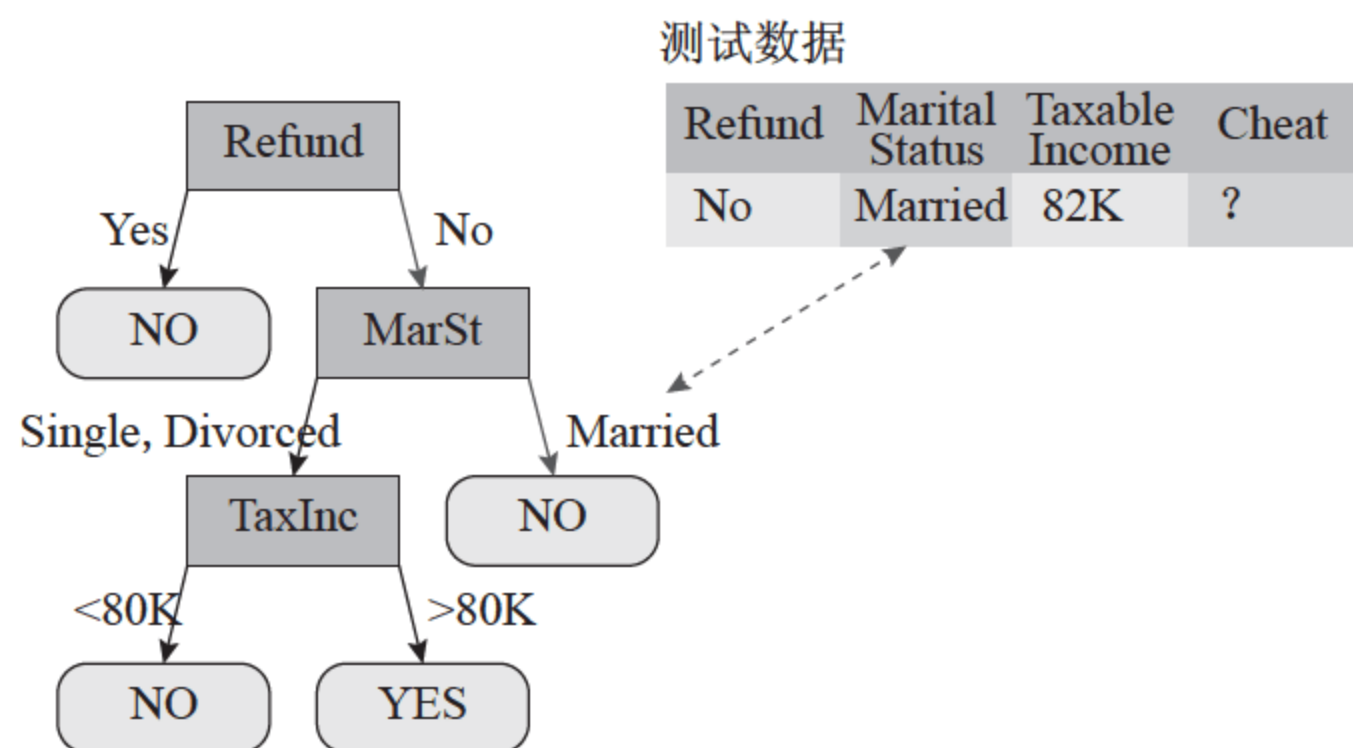 测试数据
Refund Marital Status Taxable Income Cheat
No Married 82K ?
Refund
Yes No
NO MarSt
Single, Divorced Married
TaxInc NO
<80K >80K
NO YES